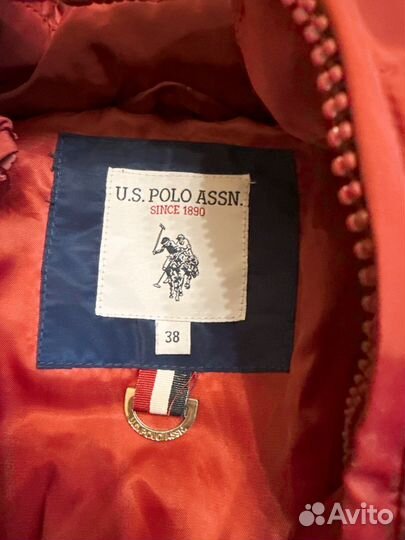 U.S. POLO ASSN.
SINCE 1890
38
U.S. POLO ASSN.
Avito